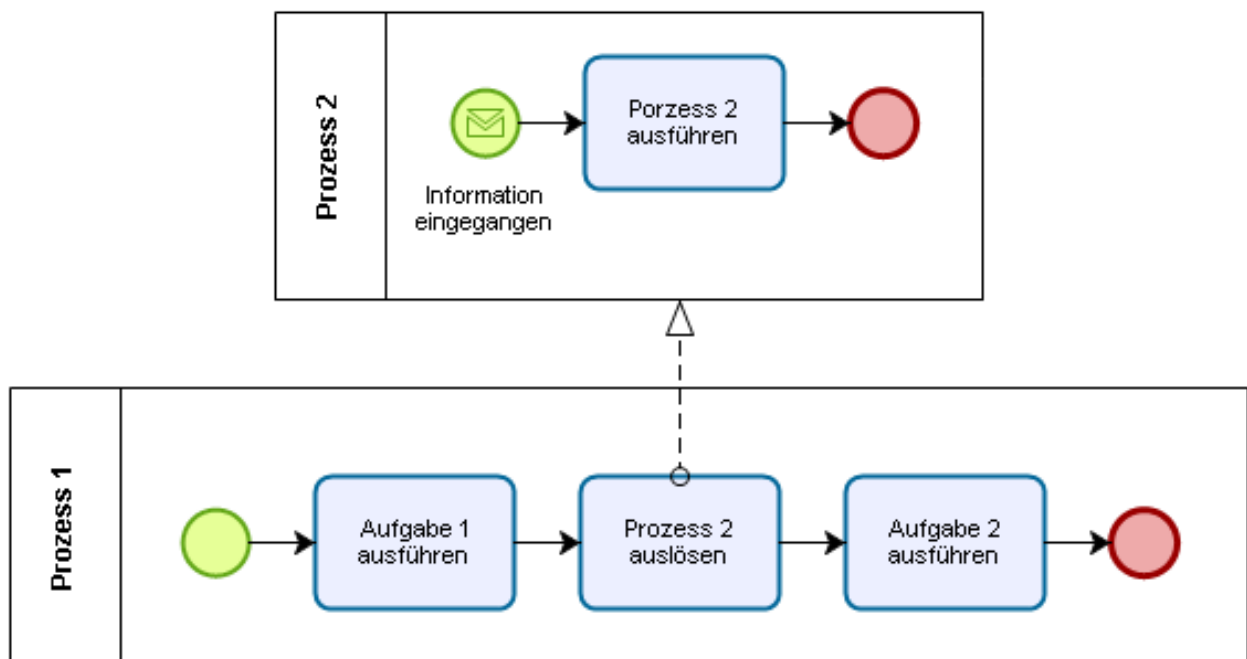 Prozess 2
Porzess 2
ausführen
Information
eingegangen
Prozess 1
Aufgabe 1
ausführen
Prozess 2
auslösen
Aufgabe 2
ausführen